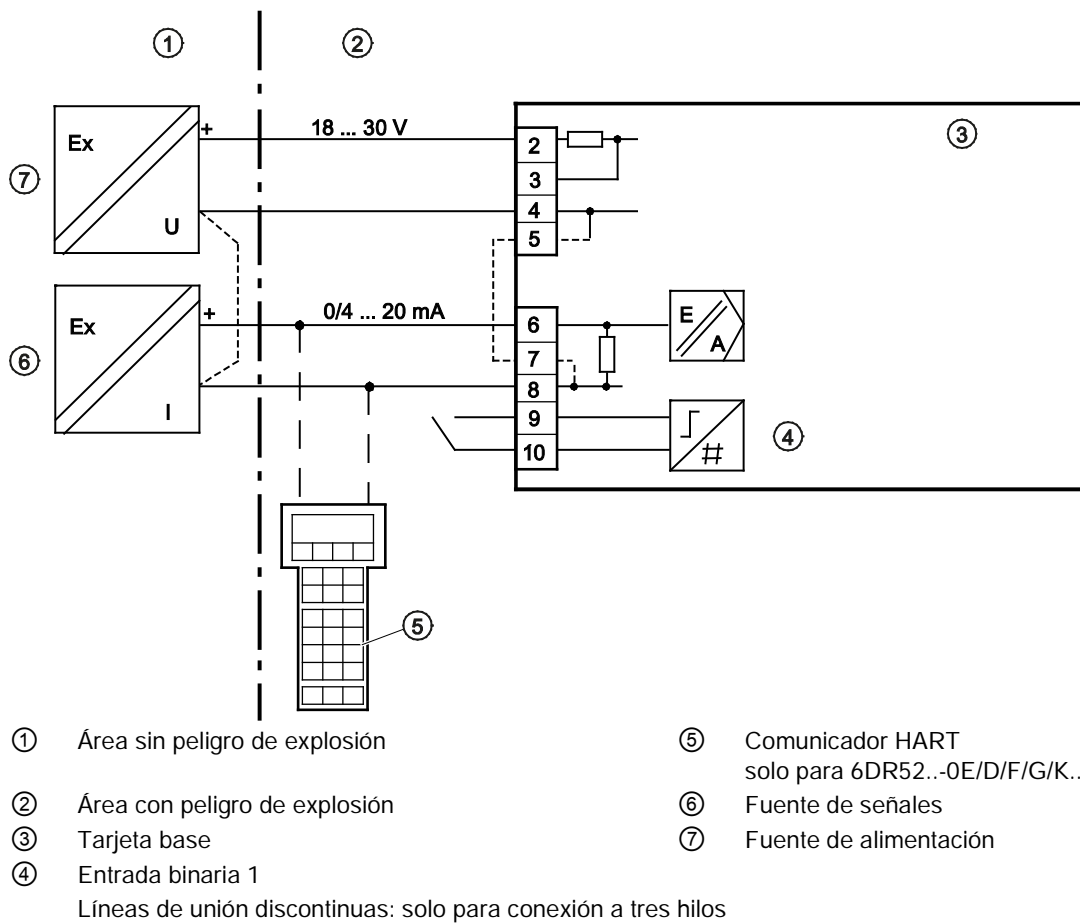 ① ②
Ex
U
+
18 ... 30 V
⑦
2
3
4
5
③
Ex
I
+
0/4 ... 20 mA
⑥
6
7
8
9
10
E
A
#
④
⑤
① Área sin peligro de explosión
② Área con peligro de explosión
③ Tarjeta base
④ Entrada binaria 1
Líneas de unión discontinuas: solo para conexión a tres hilos
⑤ Comunicador HART
solo para 6DR52..-0E/D/F/G/K..
⑥ Fuente de señales
⑦ Fuente de alimentación